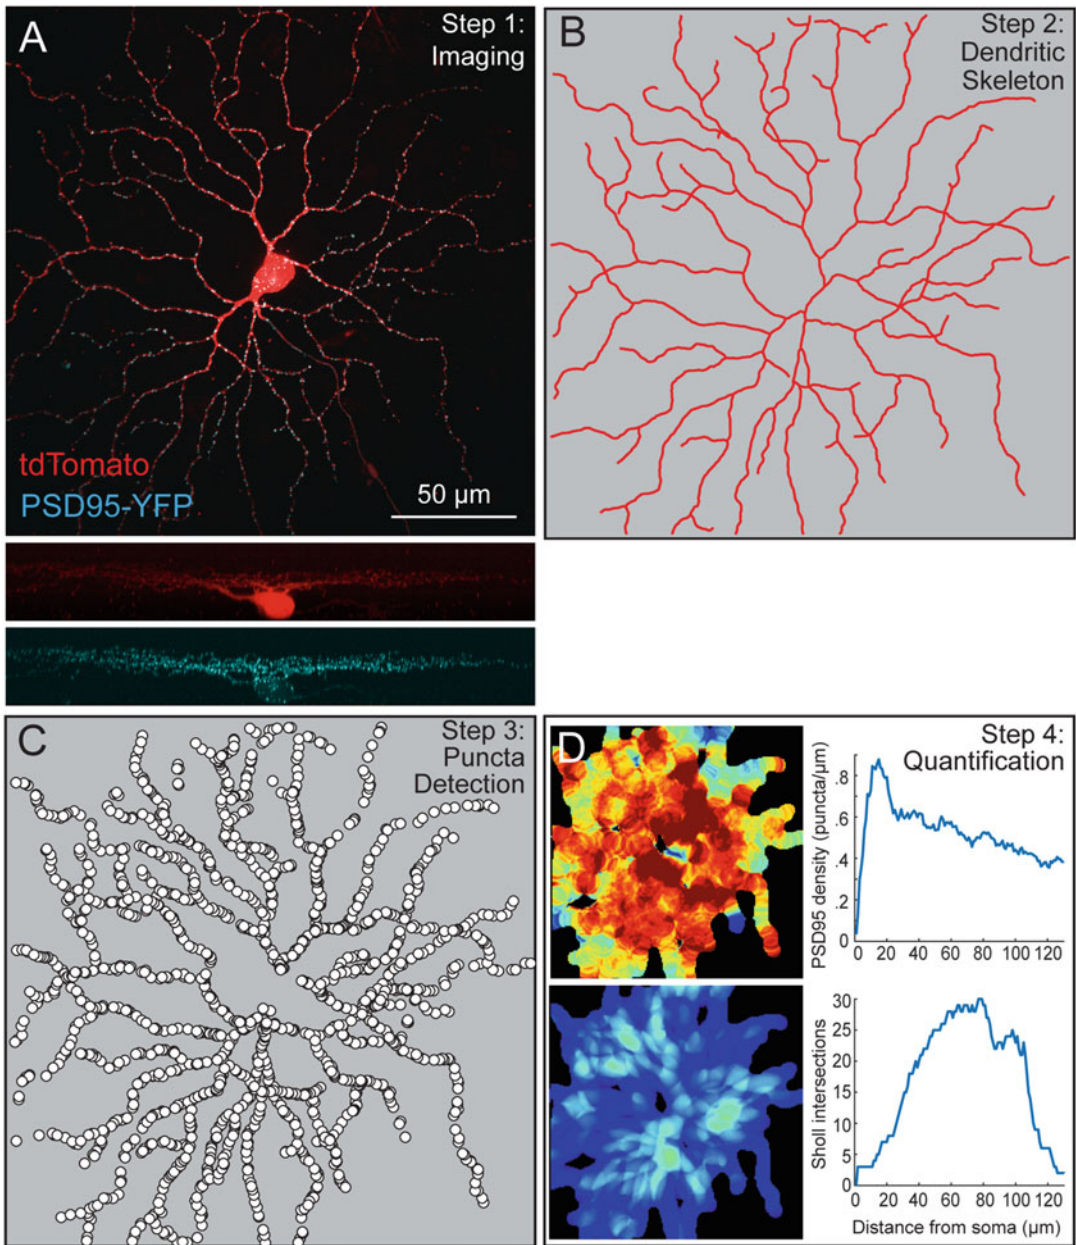 A
Step 1:
Imaging
tdTomato
PSD95-YFP
50 µm
B
Step 2:
Dendritic
Skeleton
C
Step 3:
Puncta
Detection
D
Step 4:
Quantification
PSD95 density (puncta/µm)
.8
.6
.4
.2
0
0 20 40 60 80 100 120
Sholl intersections
30
25
20
15
10
5
0
0 20 40 60 80 100 120
Distance from soma (µm)